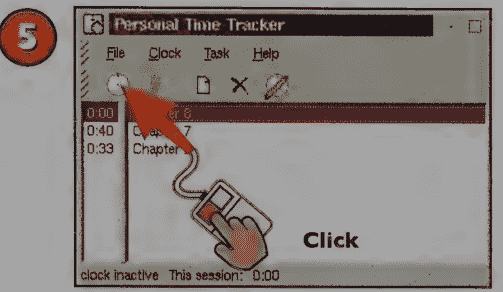 5
Personal Time Tracker
File Clock Task Help
0:00 8
0:40 7
0:33 Chapter
Click
clock inactive This session: 0:00